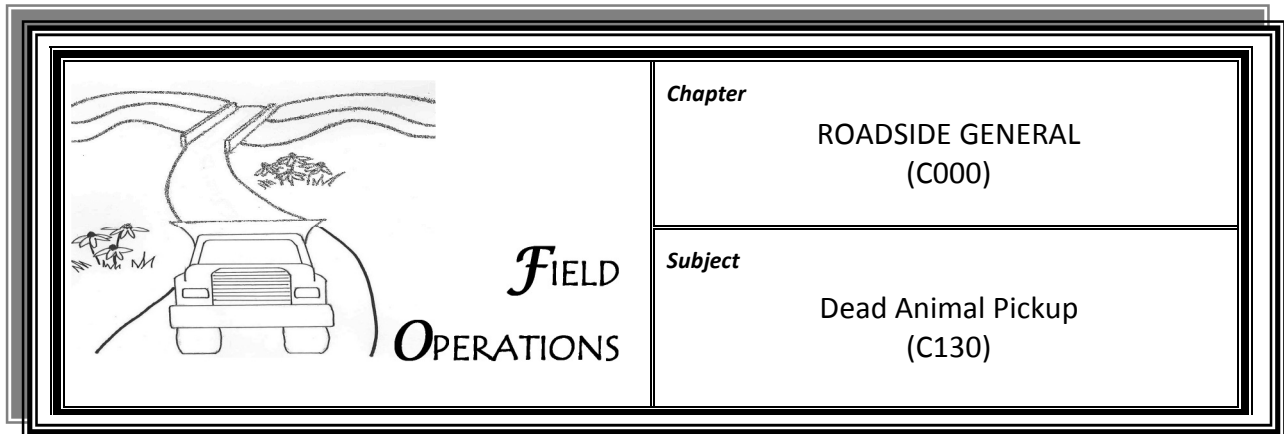 FIELD
OPERATIONS
Chapter
ROADSIDE GENERAL
(C000)
Subject
Dead Animal Pickup
(C130)